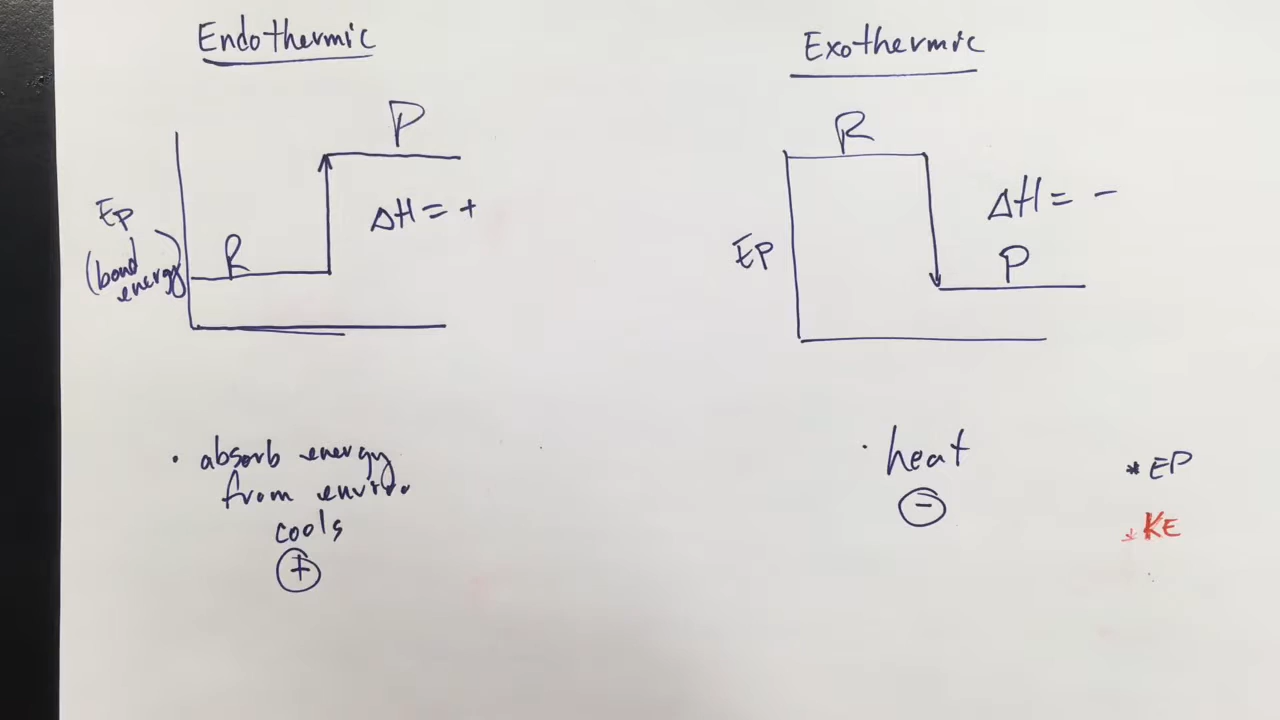 Endothermic
P
ΔH = +
Ep
(bond
energy)
R
absorb energy
from enviro.
cools
+
Exothermic
R
ΔH = -
Ep
P
heat
-
* EP
* KE